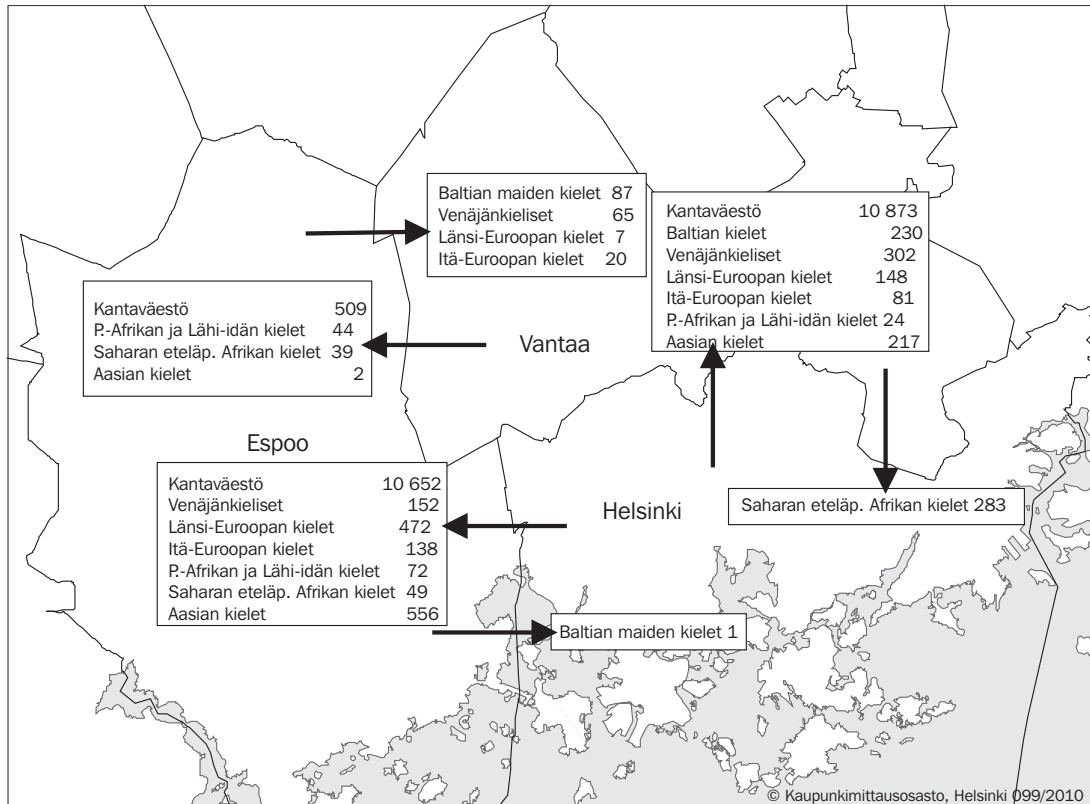 Baltian maiden kielet 87
Venäjänkieliset 65
Länsi-Euroopan kielet 7
Itä-Euroopan kielet 20
Kantaväestö 10 873
Baltian kielet 230
Venäjänkieliset 302
Länsi-Euroopan kielet 148
Itä-Euroopan kielet 81
P.-Afrikan ja Lähi-idän kielet 24
Aasian kielet 217
Kantaväestö 509
P.-Afrikan ja Lähi-idän kielet 44
Saharan eteläp. Afrikan kielet 39
Aasian kielet 2
Vantaa
Espoo
Kantaväestö 10 652
Venäjänkieliset 152
Länsi-Euroopan kielet 472
Itä-Euroopan kielet 138
P.-Afrikan ja Lähi-idän kielet 72
Saharan eteläp. Afrikan kielet 49
Aasian kielet 556
Helsinki
Saharan eteläp. Afrikan kielet 283
Baltian maiden kielet 1
© Kaupunkimittausosasto, Helsinki 099/2010